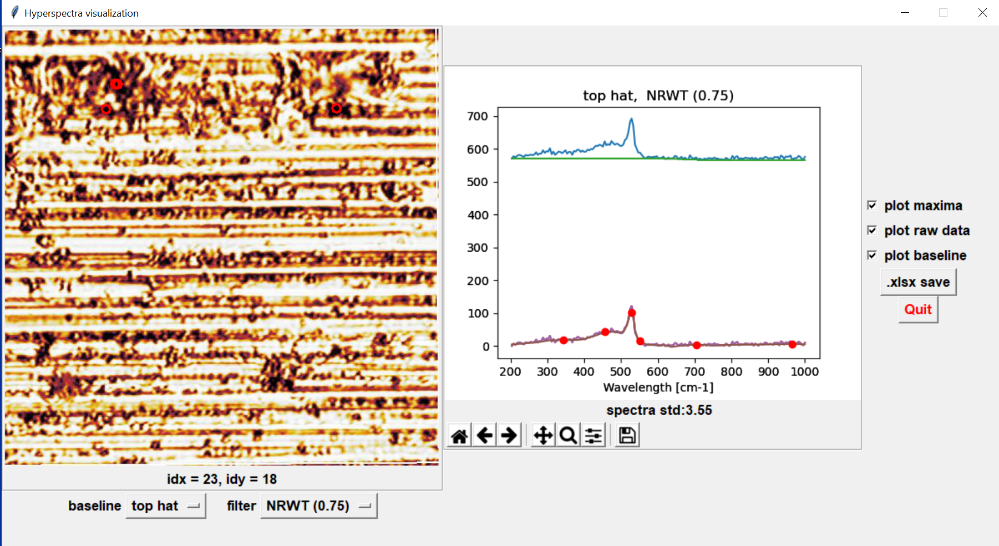 Hyperspectra visualization
top hat,  NRWT (0.75)
700
600
500
400
300
200
100
0
200 300 400 500 600 700 800 900 1000
Wavelength [cm-1]
spectra std:3.55
plot maxima
plot raw data
plot baseline
.xlsx save
Quit
idx = 23, idy = 18
baseline top hat filter NRWT (0.75)